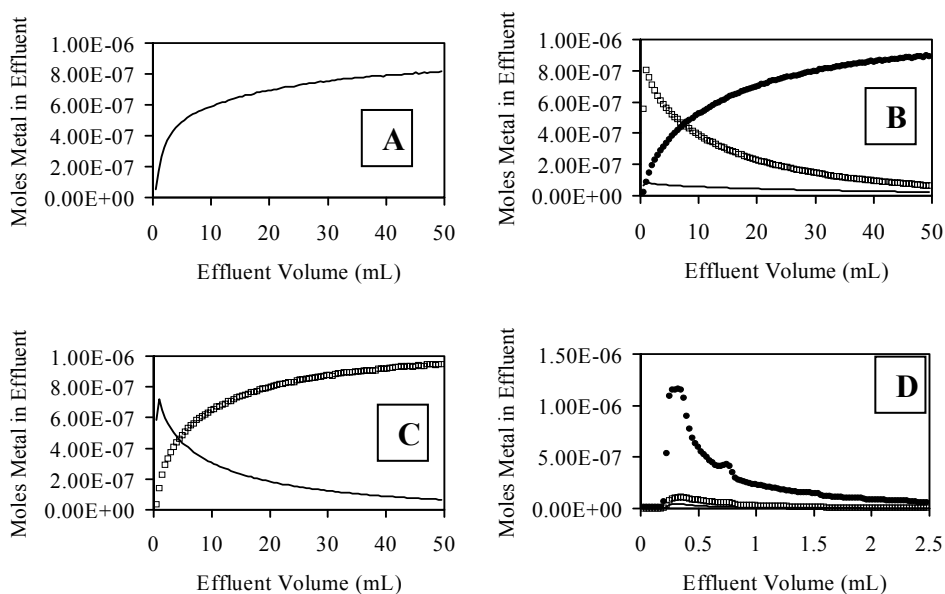 Moles Metal in Effluent
1.00E-06
8.00E-07
6.00E-07
4.00E-07
2.00E-07
0.00E+00
0 10 20 30 40 50
Effluent Volume (mL)
A
Moles Metal in Effluent
1.00E-06
8.00E-07
6.00E-07
4.00E-07
2.00E-07
0.00E+00
0 10 20 30 40 50
Effluent Volume (mL)
B
Moles Metal in Effluent
1.00E-06
8.00E-07
6.00E-07
4.00E-07
2.00E-07
0.00E+00
0 10 20 30 40 50
Effluent Volume (mL)
C
Moles Metal in Effluent
1.50E-06
1.00E-06
5.00E-07
0.00E+00
0 0.5 1 1.5 2 2.5
Effluent Volume (mL)
D